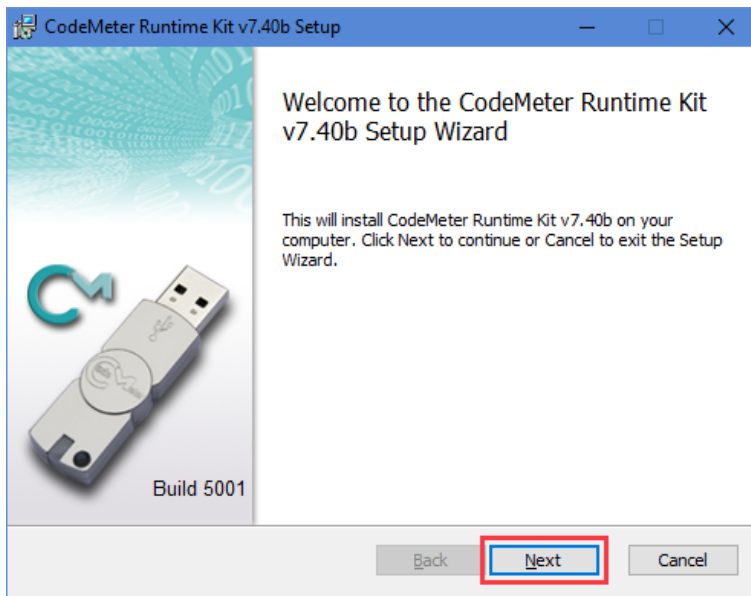 CodeMeter Runtime Kit v7.40b Setup
Welcome to the CodeMeter Runtime Kit
v7.40b Setup Wizard
This will install CodeMeter Runtime Kit v7.40b on your
computer. Click Next to continue or Cancel to exit the Setup
Wizard.
CM
Build 5001
Back
Next
Cancel